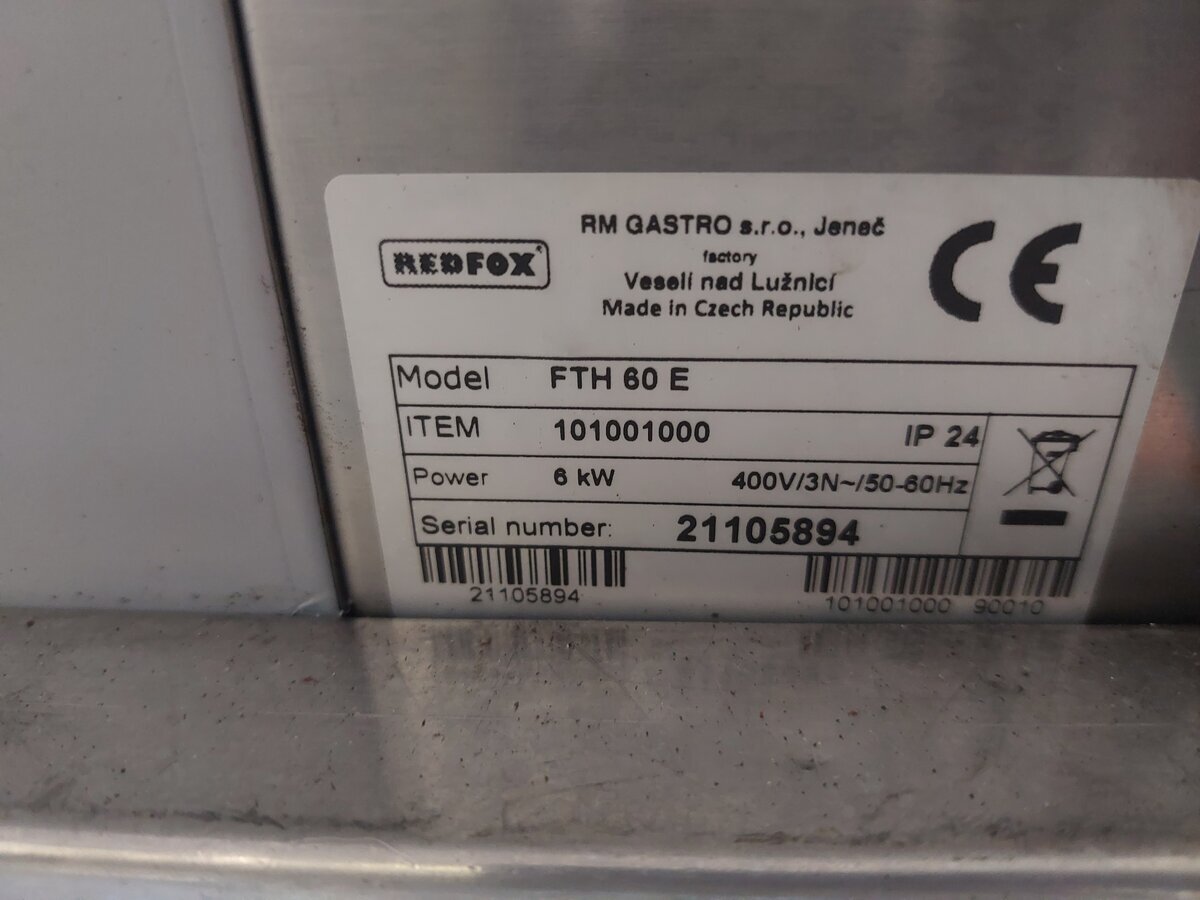 REDFOX
RM GASTRO s.r.o., Jeneč
factory
Veselí nad Lužnicí
Made in Czech Republic
CE
Model FTH 60 E
ITEM 101001000 IP 24
Power 6 kW 400V/3N~/50-60Hz
Serial number: 21105894
21105894
101001000 90010